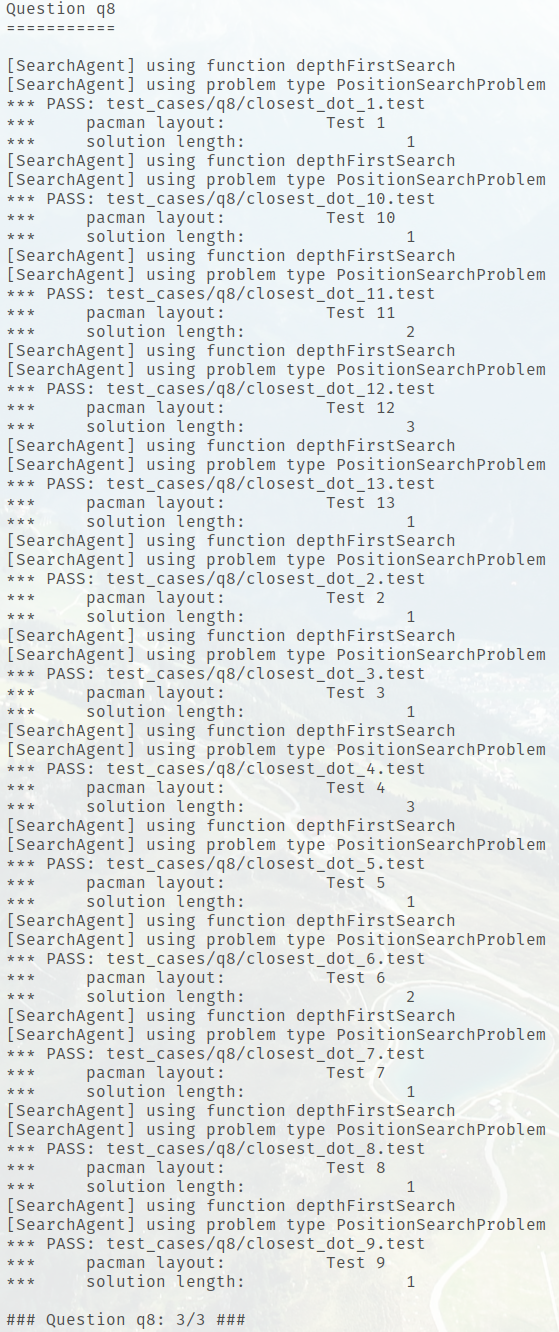 Question q8
===========
[SearchAgent] using function depthFirstSearch
[SearchAgent] using problem type PositionSearchProblem
*** PASS: test_cases/q8/closest_dot_1.test
***     pacman layout:          Test 1
***     solution length:                1
[SearchAgent] using function depthFirstSearch
[SearchAgent] using problem type PositionSearchProblem
*** PASS: test_cases/q8/closest_dot_10.test
***     pacman layout:          Test 10
***     solution length:                1
[SearchAgent] using function depthFirstSearch
[SearchAgent] using problem type PositionSearchProblem
*** PASS: test_cases/q8/closest_dot_11.test
***     pacman layout:          Test 11
***     solution length:                2
[SearchAgent] using function depthFirstSearch
[SearchAgent] using problem type PositionSearchProblem
*** PASS: test_cases/q8/closest_dot_12.test
***     pacman layout:          Test 12
***     solution length:                3
[SearchAgent] using function depthFirstSearch
[SearchAgent] using problem type PositionSearchProblem
*** PASS: test_cases/q8/closest_dot_13.test
***     pacman layout:          Test 13
***     solution length:                1
[SearchAgent] using function depthFirstSearch
[SearchAgent] using problem type PositionSearchProblem
*** PASS: test_cases/q8/closest_dot_2.test
***     pacman layout:          Test 2
***     solution length:                1
[SearchAgent] using function depthFirstSearch
[SearchAgent] using problem type PositionSearchProblem
*** PASS: test_cases/q8/closest_dot_3.test
***     pacman layout:          Test 3
***     solution length:                1
[SearchAgent] using function depthFirstSearch
[SearchAgent] using problem type PositionSearchProblem
*** PASS: test_cases/q8/closest_dot_4.test
***     pacman layout:          Test 4
***     solution length:                3
[SearchAgent] using function depthFirstSearch
[SearchAgent] using problem type PositionSearchProblem
*** PASS: test_cases/q8/closest_dot_5.test
***     pacman layout:          Test 5
***     solution length:                1
[SearchAgent] using function depthFirstSearch
[SearchAgent] using problem type PositionSearchProblem
*** PASS: test_cases/q8/closest_dot_6.test
***     pacman layout:          Test 6
***     solution length:                2
[SearchAgent] using function depthFirstSearch
[SearchAgent] using problem type PositionSearchProblem
*** PASS: test_cases/q8/closest_dot_7.test
***     pacman layout:          Test 7
***     solution length:                1
[SearchAgent] using function depthFirstSearch
[SearchAgent] using problem type PositionSearchProblem
*** PASS: test_cases/q8/closest_dot_8.test
***     pacman layout:          Test 8
***     solution length:                1
[SearchAgent] using function depthFirstSearch
[SearchAgent] using problem type PositionSearchProblem
*** PASS: test_cases/q8/closest_dot_9.test
***     pacman layout:          Test 9
***     solution length:                1
### Question q8: 3/3 ###